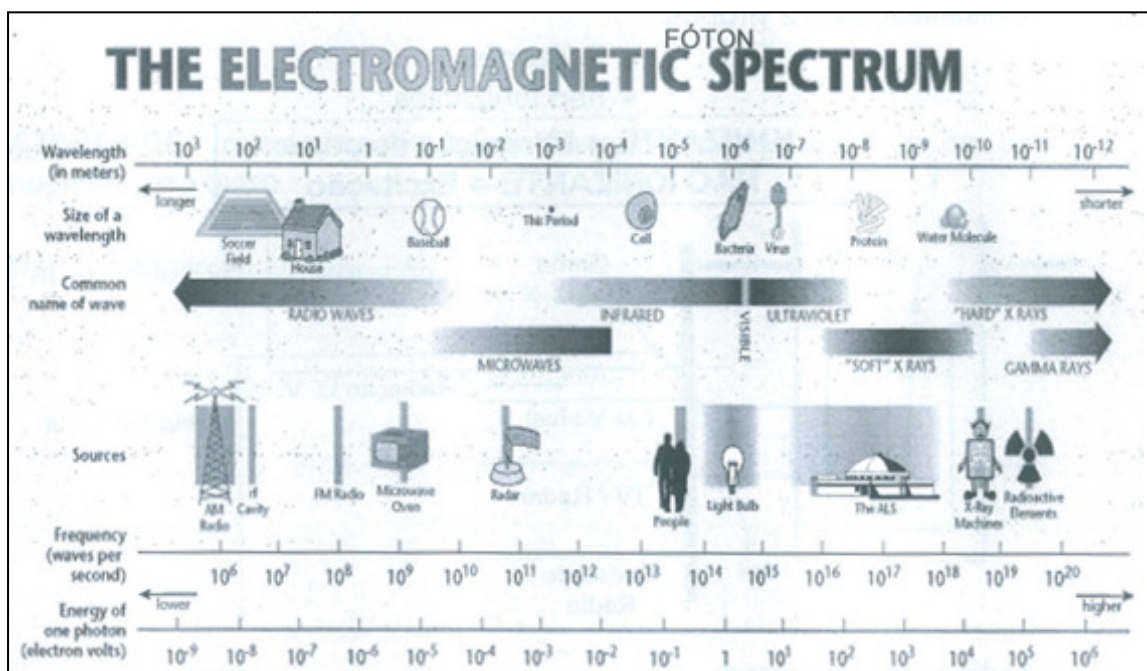 FÓTON
THE ELECTROMAGNETIC SPECTRUM
Wavelength
(in meters)
10³ 10² 10¹ 10⁻¹ 10⁻² 10⁻³ 10⁻⁴ 10⁻⁵ 10⁻⁶ 10⁻⁷ 10⁻⁸ 10⁻⁹ 10⁻¹⁰ 10⁻¹¹ 10⁻¹²
longer
shorter
Size of a
wavelength
Soccer
Field
House
Baseball
This Period
Cell
Bacteria
Virus
Protein
Water Molecule
Common
name of wave
RADIO WAVES
INFRARED
VISIBLE
ULTRAVIOLET
"HARD" X RAYS
MICROWAVES
"SOFT" X RAYS
GAMMA RAYS
Sources
AM
Radio
rf
Cavity
FM Radio
Microwave
Oven
Radar
People
Light Bulb
The ALS
X-Ray
Machines
Radioactive
Elements
Frequency
(waves per
second)
10⁶ 10⁷ 10⁸ 10⁹ 10¹⁰ 10¹¹ 10¹² 10¹³ 10¹⁴ 10¹⁵ 10¹⁶ 10¹⁷ 10¹⁸ 10¹⁹ 10²⁰
lower
higher
Energy of
one photon
(electron volts)
10⁻⁹ 10⁻⁸ 10⁻⁷ 10⁻⁶ 10⁻⁵ 10⁻⁴ 10⁻³ 10⁻² 10⁻¹ 1 10¹ 10² 10³ 10⁴ 10⁵ 10⁶